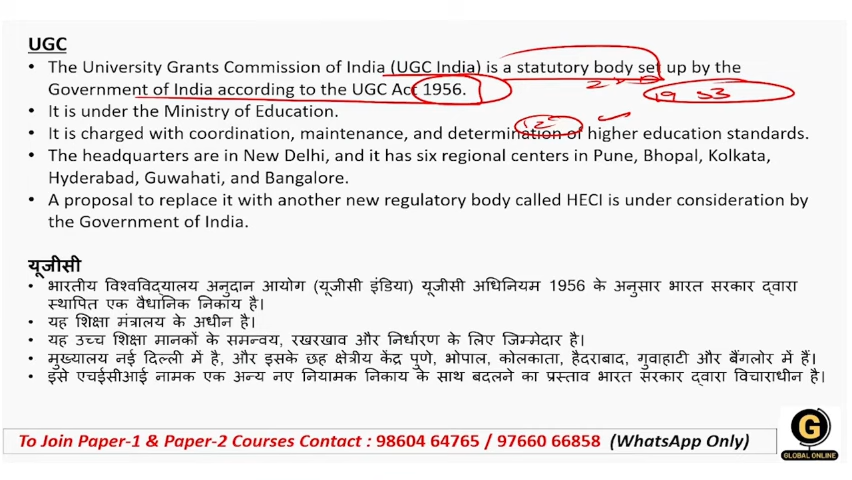 UGC
• The University Grants Commission of India (UGC India) is a statutory body set up by the
Government of India according to the UGC Act 1956.
• It is under the Ministry of Education.
• It is charged with coordination, maintenance, and determination of higher education standards.
• The headquarters are in New Delhi, and it has six regional centers in Pune, Bhopal, Kolkata,
Hyderabad, Guwahati, and Bangalore.
• A proposal to replace it with another new regulatory body called HECI is under consideration by
the Government of India.
यूजीसी
• भारतीय विश्वविद्यालय अनुदान आयोग (यूजीसी इंडिया) यूजीसी अधिनियम 1956 के अनुसार भारत सरकार द्वारा
स्थापित एक वैधानिक निकाय है।
• यह शिक्षा मंत्रालय के अधीन है।
• यह उच्च शिक्षा मानकों के समन्वय, रखरखाव और निर्धारण के लिए जिम्मेदार है।
• मुख्यालय नई दिल्ली में है, और इसके छह क्षेत्रीय केंद्र पुणे, भोपाल, कोलकाता, हैदराबाद, गुवाहाटी और बैंगलोर में हैं।
• इसे एचईसीआई नामक एक अन्य नए नियामक निकाय के साथ बदलने का प्रस्ताव भारत सरकार द्वारा विचाराधीन है।
To Join Paper-1 & Paper-2 Courses Contact : 98604 64765 / 97660 66858 (WhatsApp Only)
G
GLOBAL ONLINE
19 53